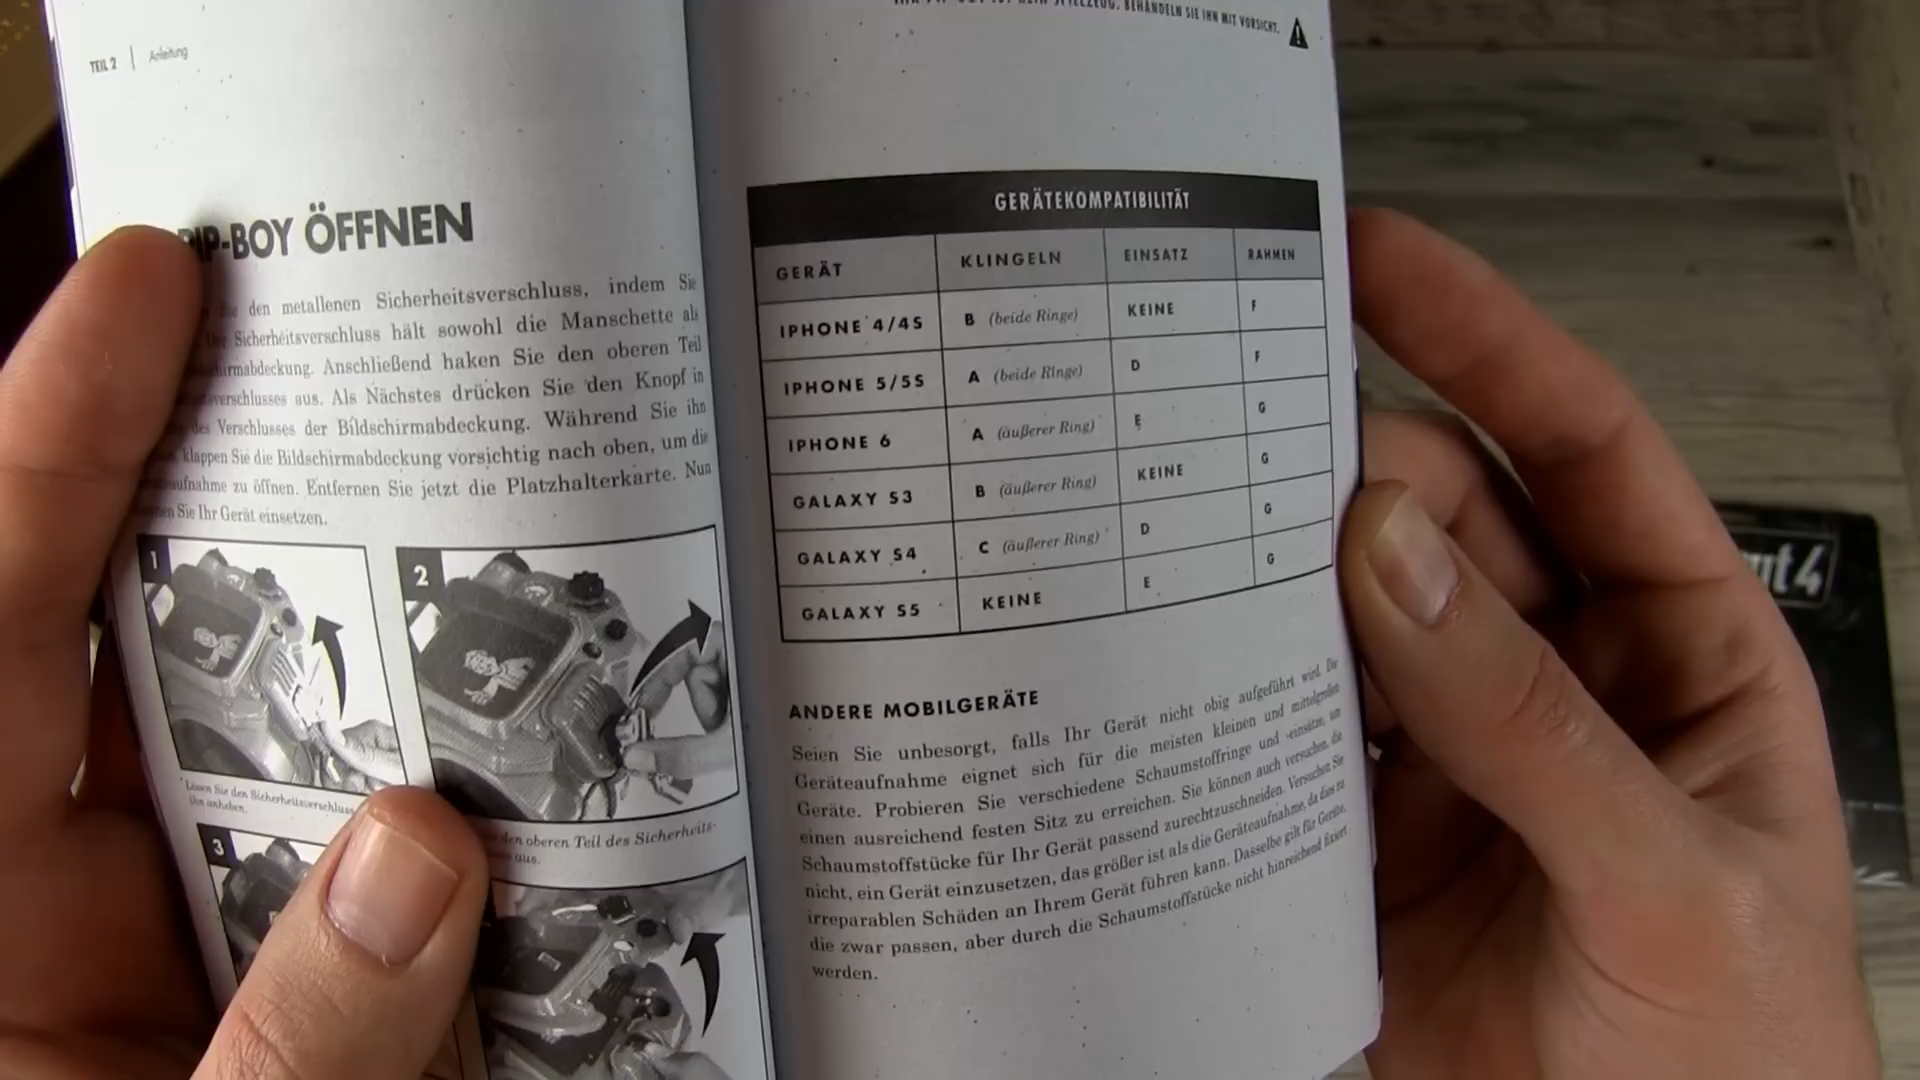 TEIL 2 | Anleitung
PIP-BOY ÖFFNEN
den metallenen Sicherheitsverschluss, indem Sie
Sicherheitsverschluss hält sowohl die Manschette als
Anschließend haken Sie den oberen Teil
aus. Als Nächstes drücken Sie den Knopf in
des Verschlusses der Bildschirmabdeckung. Während Sie ihn
klappen Sie die Bildschirmabdeckung vorsichtig nach oben, um die
zu öffnen. Entfernen Sie jetzt die Platzhalterkarte. Nun
Sie Ihr Gerät einsetzen.
1
2
Lösen Sie den Sicherheitsverschluss
ihn anheben.
den oberen Teil des Sicherheits-
aus.
3
BEHANDELN SIE IHN MIT VORSICHT.
GERÄTEKOMPATIBILITÄT
GERÄT KLINGELN EINSATZ RAHMEN
IPHONE 4/4S B (beide Ringe) KEINE F
IPHONE 5/5S A (beide Ringe) D F
IPHONE 6 A (äußerer Ring) E G
GALAXY S3 B (äußerer Ring) KEINE G
GALAXY S4 C (äußerer Ring) D G
GALAXY S5 KEINE E G
ANDERE MOBILGERÄTE
Seien Sie unbesorgt, falls Ihr Gerät nicht obig aufgeführt wird. Die
Geräteaufnahme eignet sich für die meisten kleinen und mittelgroßen
Geräte. Probieren Sie verschiedene Schaumstoffringe und -einsätze, um
einen ausreichend festen Sitz zu erreichen. Sie können auch versuchen, die
Schaumstoffstücke für Ihr Gerät passend zurechtzuschneiden. Versuchen Sie
nicht, ein Gerät einzusetzen, das größer ist als die Geräteaufnahme, da dies zu
irreparablen Schäden an Ihrem Gerät führen kann. Dasselbe gilt für Geräte,
die zwar passen, aber durch die Schaumstoffstücke nicht hinreichend fixiert
werden.